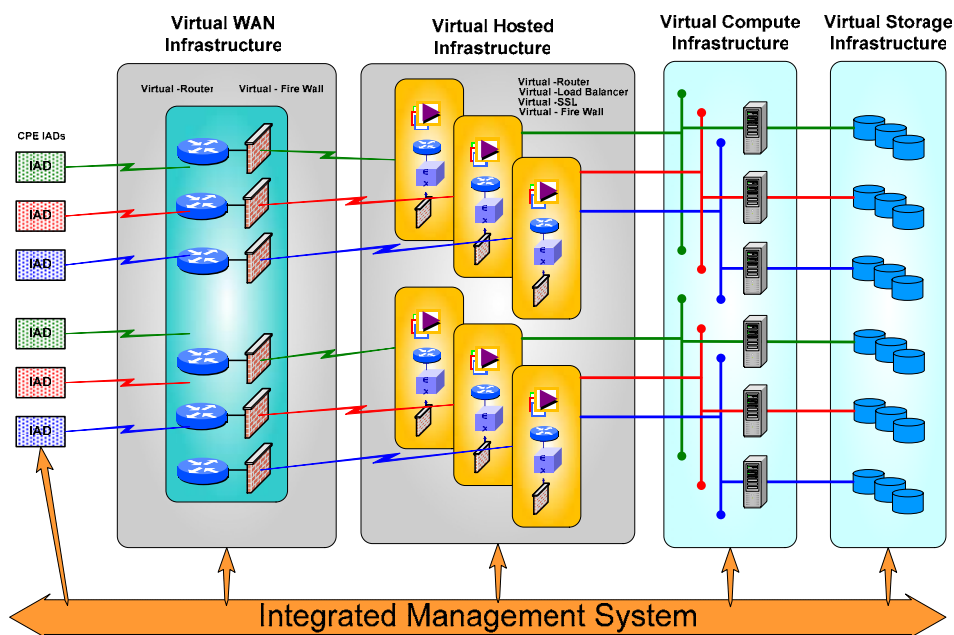 Virtual WAN
Infrastructure
Virtual Hosted
Infrastructure
Virtual Compute
Infrastructure
Virtual Storage
Infrastructure
Virtual -Router
Virtual - Fire Wall
Virtual -Router
Virtual -Load Balancer
Virtual -SSL
Virtual - Fire Wall
CPE IADs
IAD
IAD
IAD
IAD
IAD
IAD
Integrated Management System